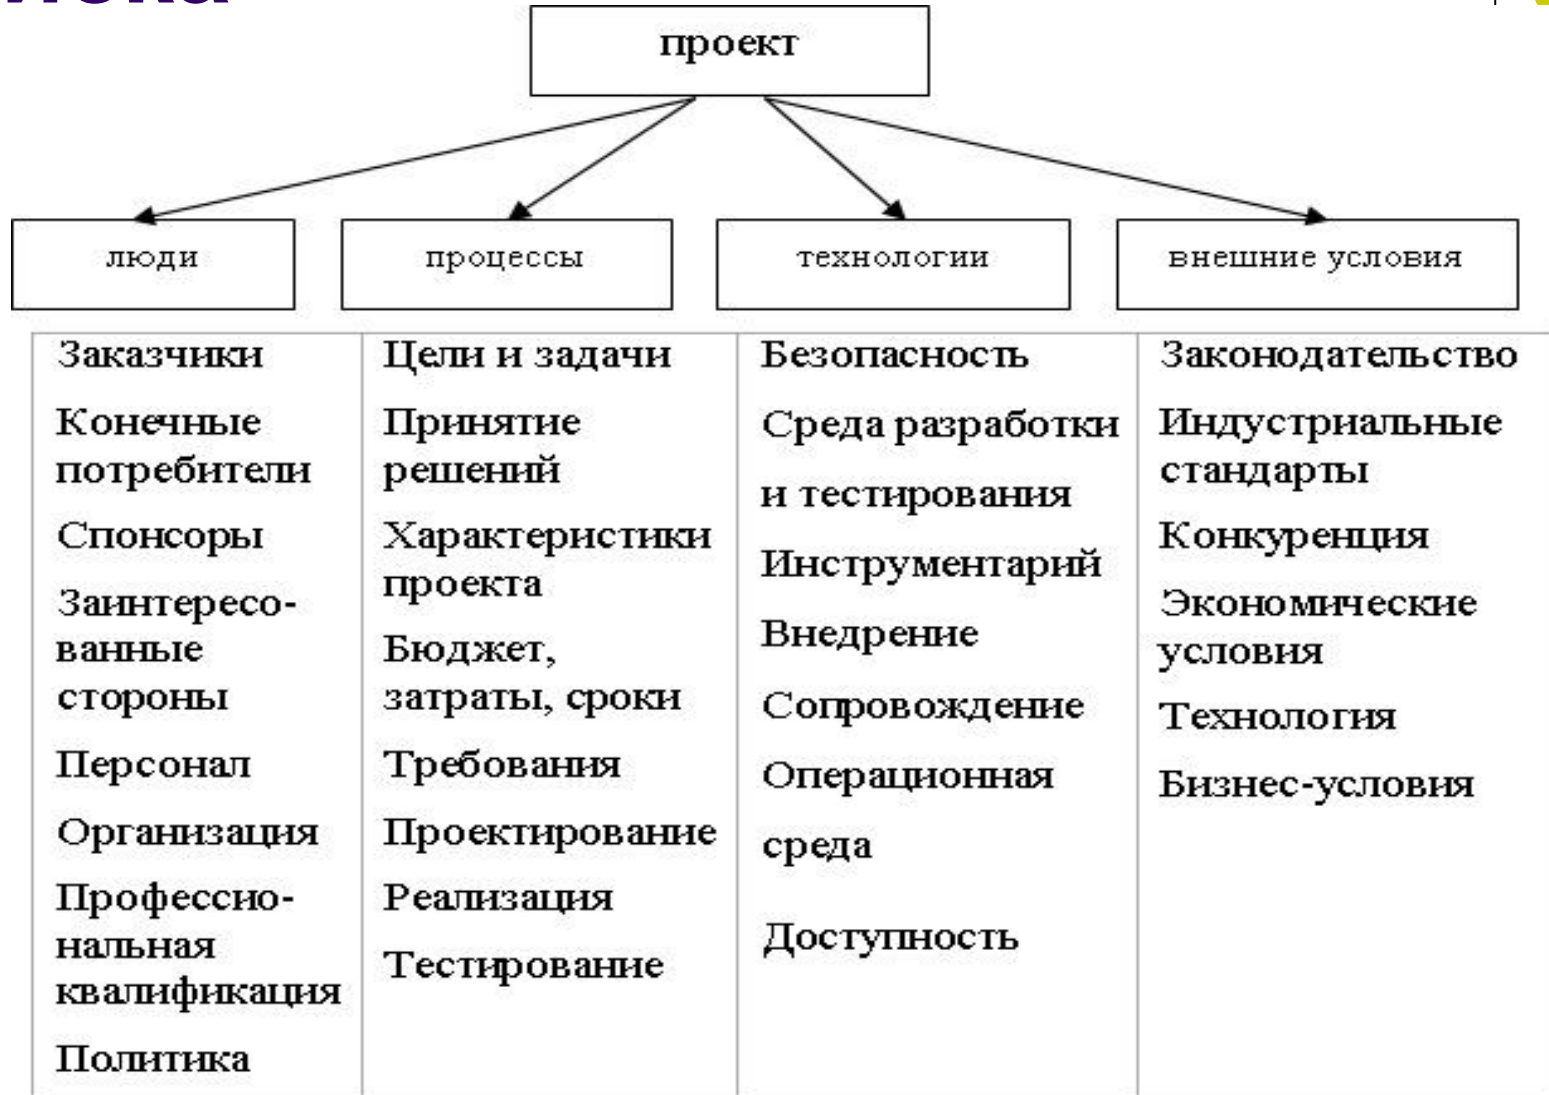 проект
люди
процессы
технологии
внешние условия
Заказчики
Конечные
потребители
Спонсоры
Заинтересо-
ванные
стороны
Персонал
Организация
Профессио-
нальная
квалификация
Политика
Цели и задачи
Принятие
решений
Характеристики
проекта
Бюджет,
затраты, сроки
Требования
Проектирование
Реализация
Тестирование
Безопасность
Среда разработки
и тестирования
Инструментарий
Внедрение
Сопровождение
Операционная
среда
Доступность
Законодательство
Индустриальные
стандарты
Конкуренция
Экономические
условия
Технология
Бизнес-условия